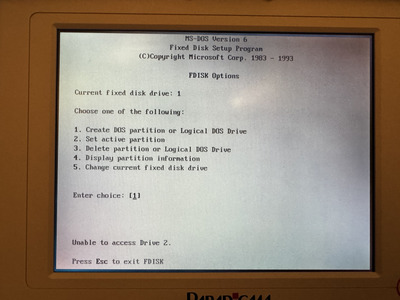 MS-DOS Version 6
Fixed Disk Setup Program
(C)Copyright Microsoft Corp. 1983 - 1993
FDISK Options
Current fixed disk drive: 1
Choose one of the following:
1. Create DOS partition or Logical DOS Drive
2. Set active partition
3. Delete partition or Logical DOS Drive
4. Display partition information
5. Change current fixed disk drive
Enter choice: [1]
Unable to access Drive 2.
Press Esc to exit FDISK